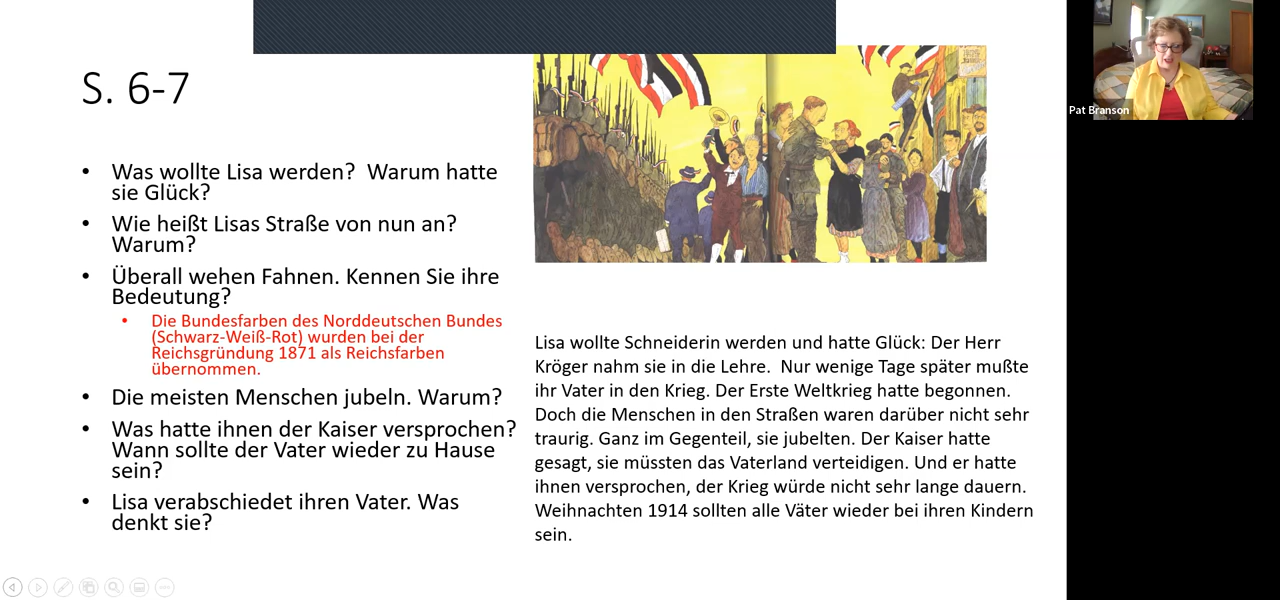 S. 6-7
• Was wollte Lisa werden?  Warum hatte
sie Glück?
• Wie heißt Lisas Straße von nun an?
Warum?
• Überall wehen Fahnen. Kennen Sie ihre
Bedeutung?
• Die Bundesfarben des Norddeutschen Bundes
(Schwarz-Weiß-Rot) wurden bei der
Reichsgründung 1871 als Reichsfarben
übernommen.
• Die meisten Menschen jubeln. Warum?
• Was hatte ihnen der Kaiser versprochen?
Wann sollte der Vater wieder zu Hause
sein?
• Lisa verabschiedet ihren Vater. Was
denkt sie?
Lisa wollte Schneiderin werden und hatte Glück: Der Herr
Kröger nahm sie in die Lehre.  Nur wenige Tage später mußte
ihr Vater in den Krieg. Der Erste Weltkrieg hatte begonnen.
Doch die Menschen in den Straßen waren darüber nicht sehr
traurig. Ganz im Gegenteil, sie jubelten. Der Kaiser hatte
gesagt, sie müssten das Vaterland verteidigen. Und er hatte
ihnen versprochen, der Krieg würde nicht sehr lange dauern.
Weihnachten 1914 sollten alle Väter wieder bei ihren Kindern
sein.
Pat Branson